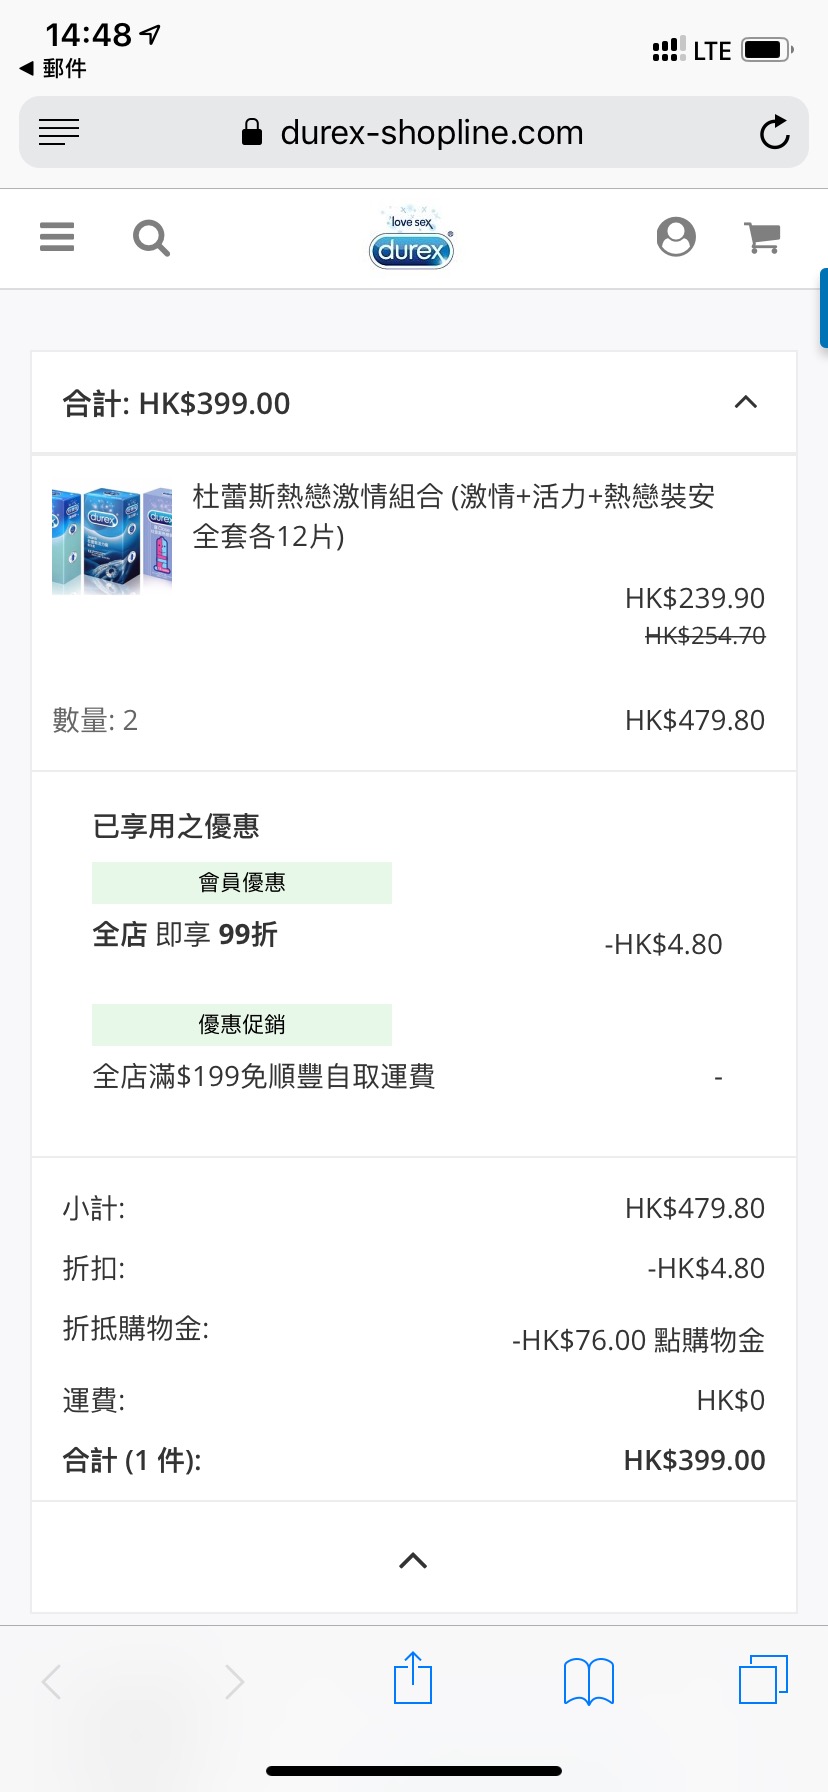 14:48
LTE
郵件
durex-shopline.com
love sex
durex
合計: HK$399.00
杜蕾斯熱戀激情組合 (激情+活力+熱戀裝安
全套各12片)
durex
HK$239.90
HK$254.70
數量: 2
HK$479.80
已享用之優惠
會員優惠
全店 即享 99折
-HK$4.80
優惠促銷
全店滿$199免順豐自取運費
-
小計:
HK$479.80
折扣:
-HK$4.80
折抵購物金:
-HK$76.00 點購物金
運費:
HK$0
合計 (1 件):
HK$399.00